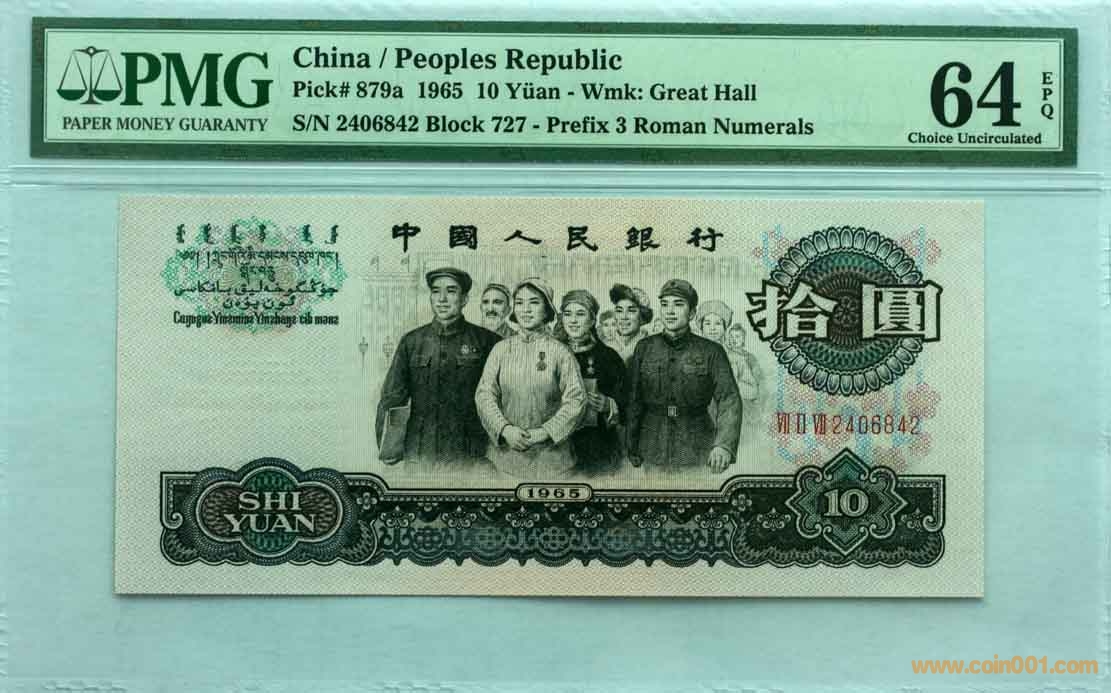 PMG
PAPER MONEY GUARANTY
China / Peoples Republic
Pick# 879a 1965 10 Yüan - Wmk: Great Hall
S/N 2406842 Block 727 - Prefix 3 Roman Numerals
64 EPQ
Choice Uncirculated
中國人民銀行
拾圓
VII II VII 2406842
1965
SHI
YUAN
10
www.coin001.com